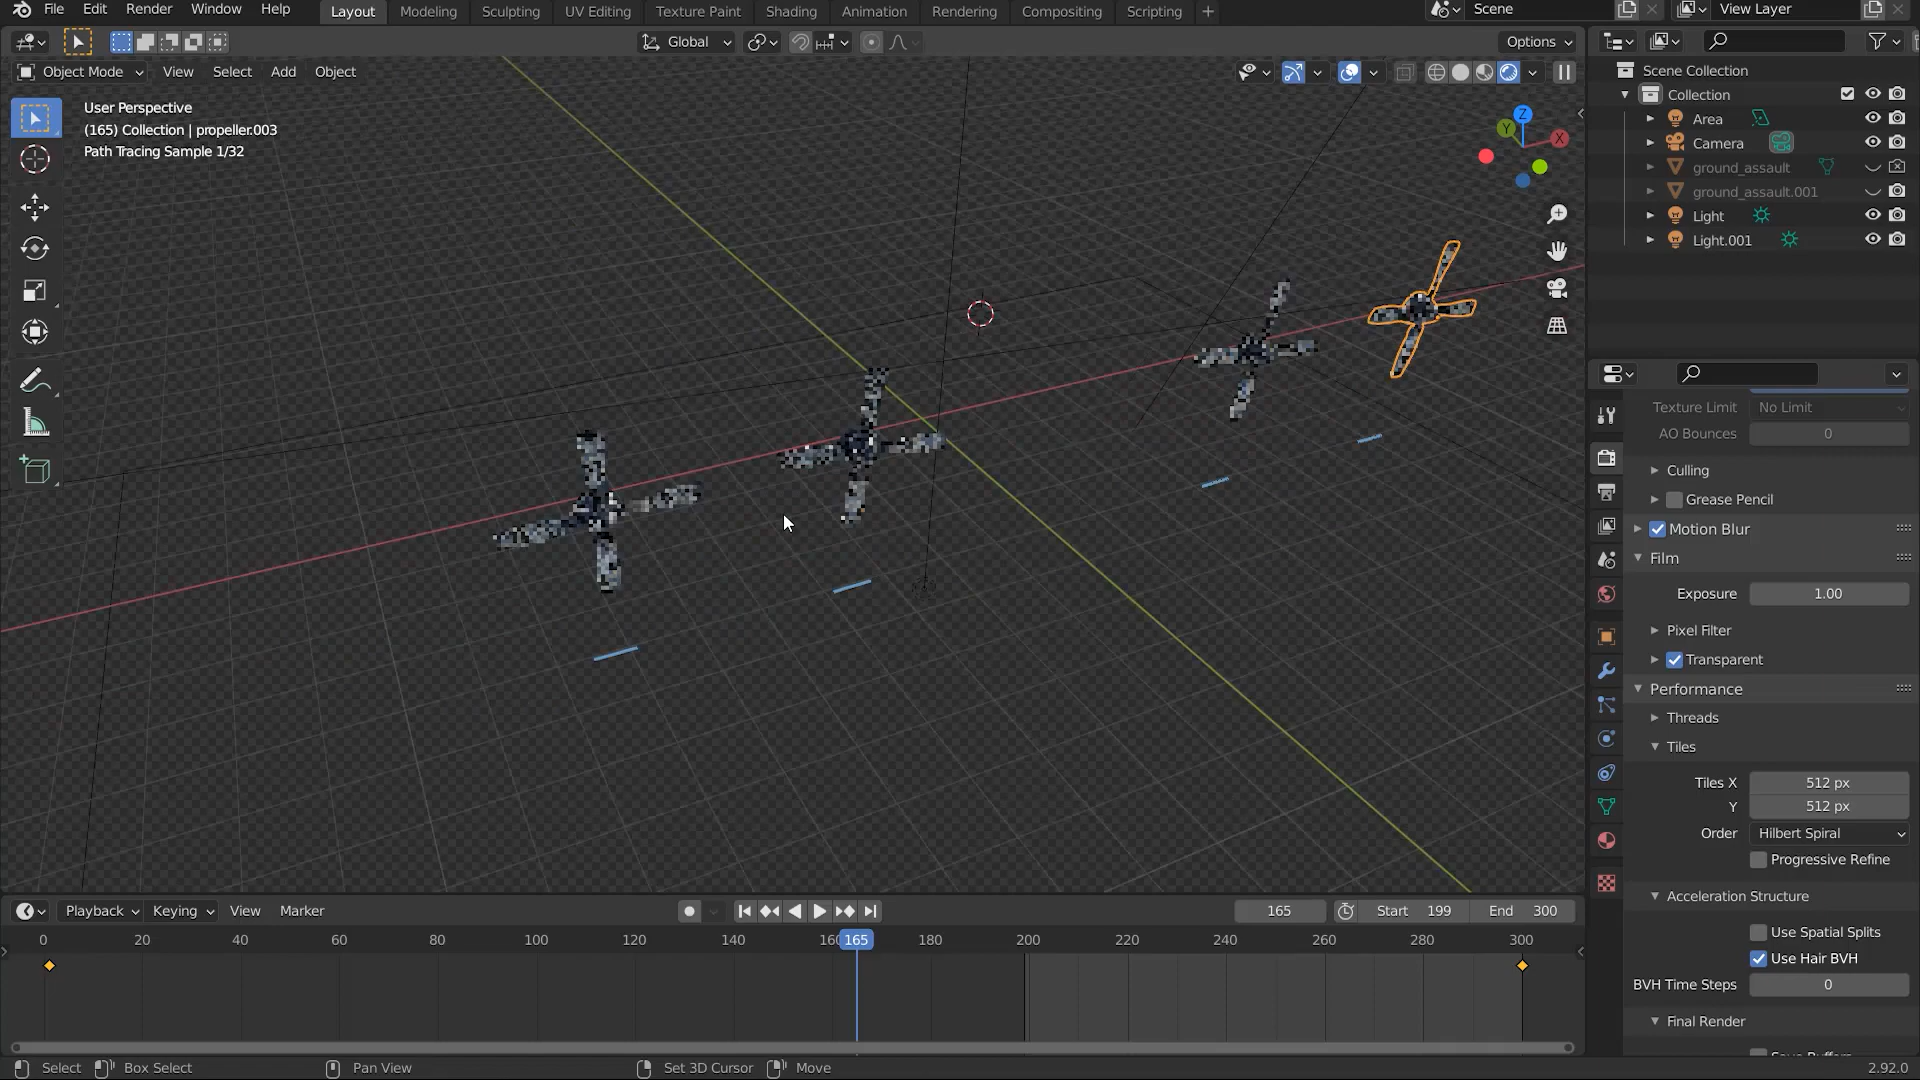 File Edit Render Window Help Layout Modeling Sculpting UV Editing Texture Paint Shading Animation Rendering Compositing Scripting + Scene View Layer
Global Options
Object Mode View Select Add Object
User Perspective
(165) Collection | propeller.003
Path Tracing Sample 1/32
Z
Y
X
Scene Collection
Collection
Area
Camera
ground_assault
ground_assault.001
Light
Light.001
Texture Limit No Limit
AO Bounces 0
Culling
Grease Pencil
Motion Blur
Film
Exposure 1.00
Pixel Filter
Transparent
Performance
Threads
Tiles
Tiles X 512 px
Y 512 px
Order Hilbert Spiral
Progressive Refine
Acceleration Structure
Use Spatial Splits
Use Hair BVH
BVH Time Steps 0
Final Render
Playback Keying View Marker 165 Start 199 End 300
0 20 40 60 80 100 120 140 160 165 180 200 220 240 260 280 300
Select Box Select Pan View Set 3D Cursor Move 2.92.0